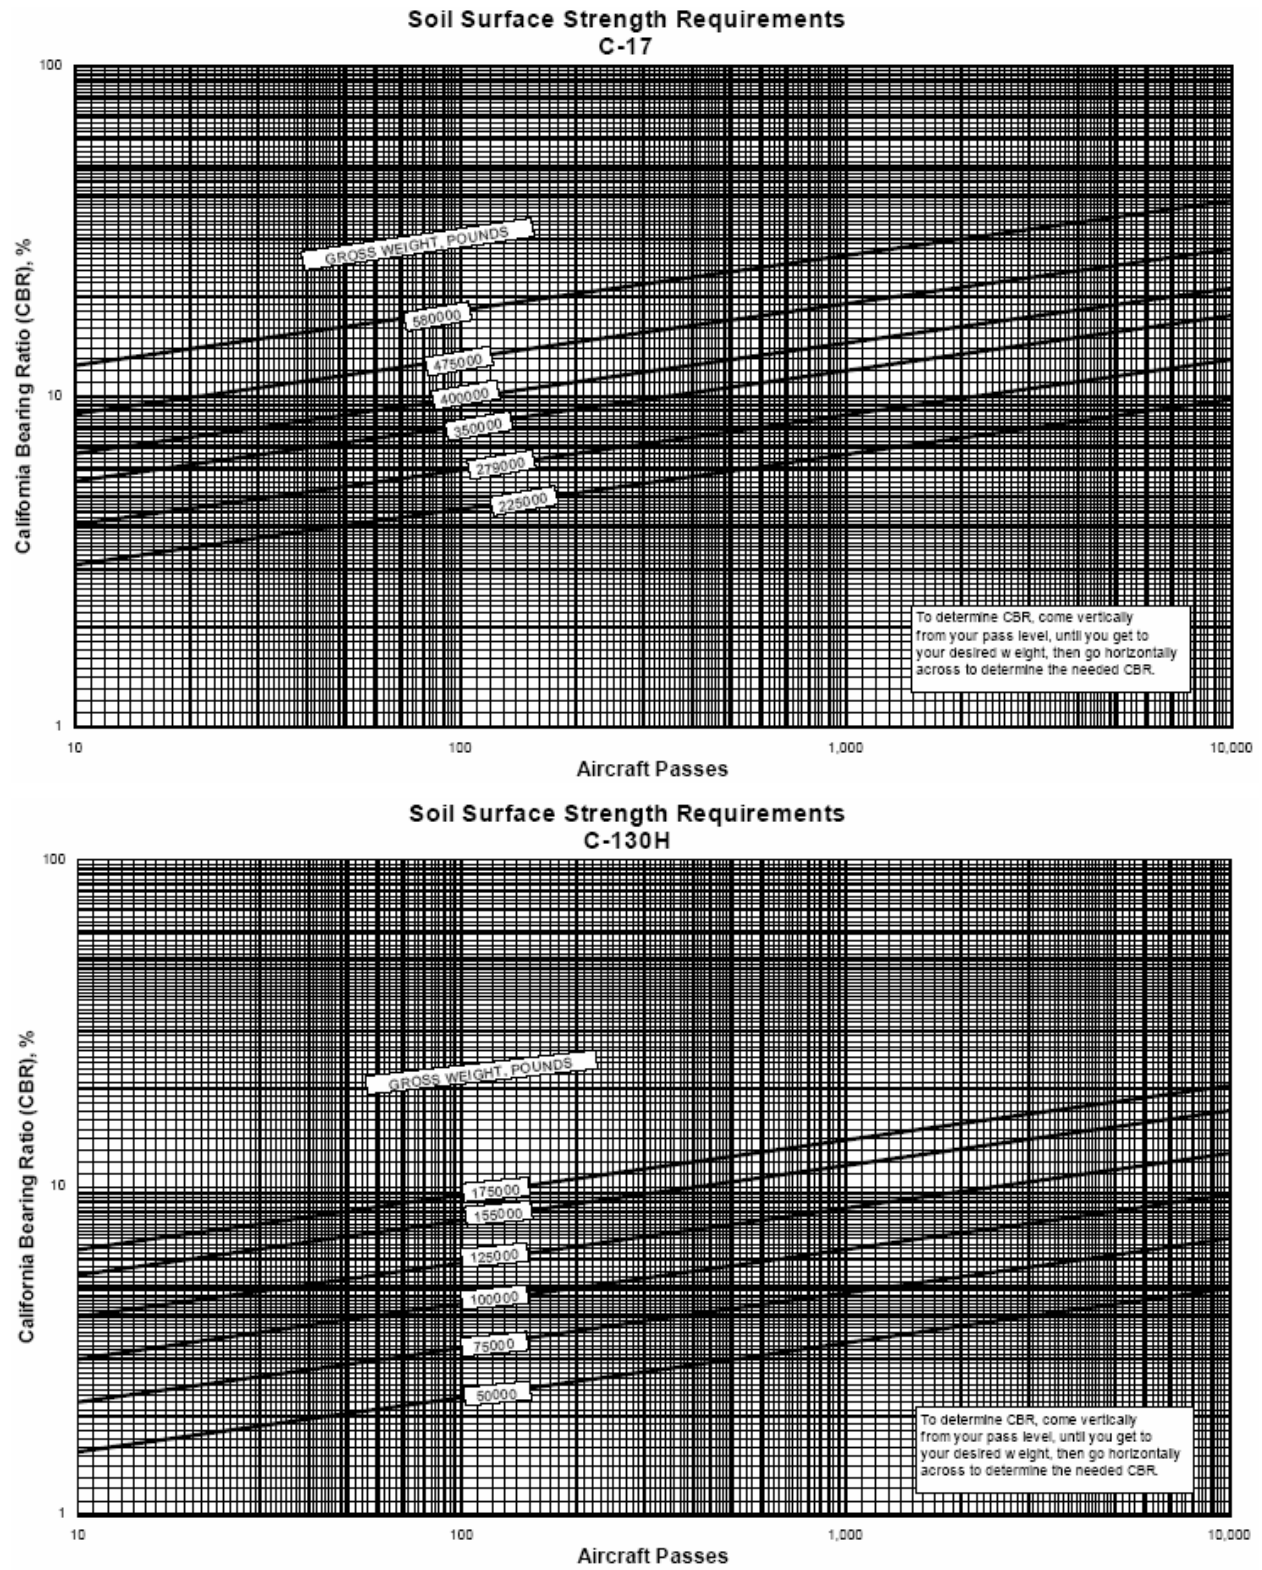 Soil Surface Strength Requirements
C-17
100
GROSS WEIGHT, POUNDS
580000
475000
10
400000
350000
279000
225000
California Bearing Ratio (CBR), %
To determine CBR, come vertically
from your pass level, until you get to
your desired weight, then go horizontally
across to determine the needed CBR.
1
10
100
1,000
10,000
Aircraft Passes
Soil Surface Strength Requirements
C-130H
100
GROSS WEIGHT, POUNDS
10
175000
155000
125000
100000
75000
50000
California Bearing Ratio (CBR), %
To determine CBR, come vertically
from your pass level, until you get to
your desired weight, then go horizontally
across to determine the needed CBR.
1
10
100
1,000
10,000
Aircraft Passes